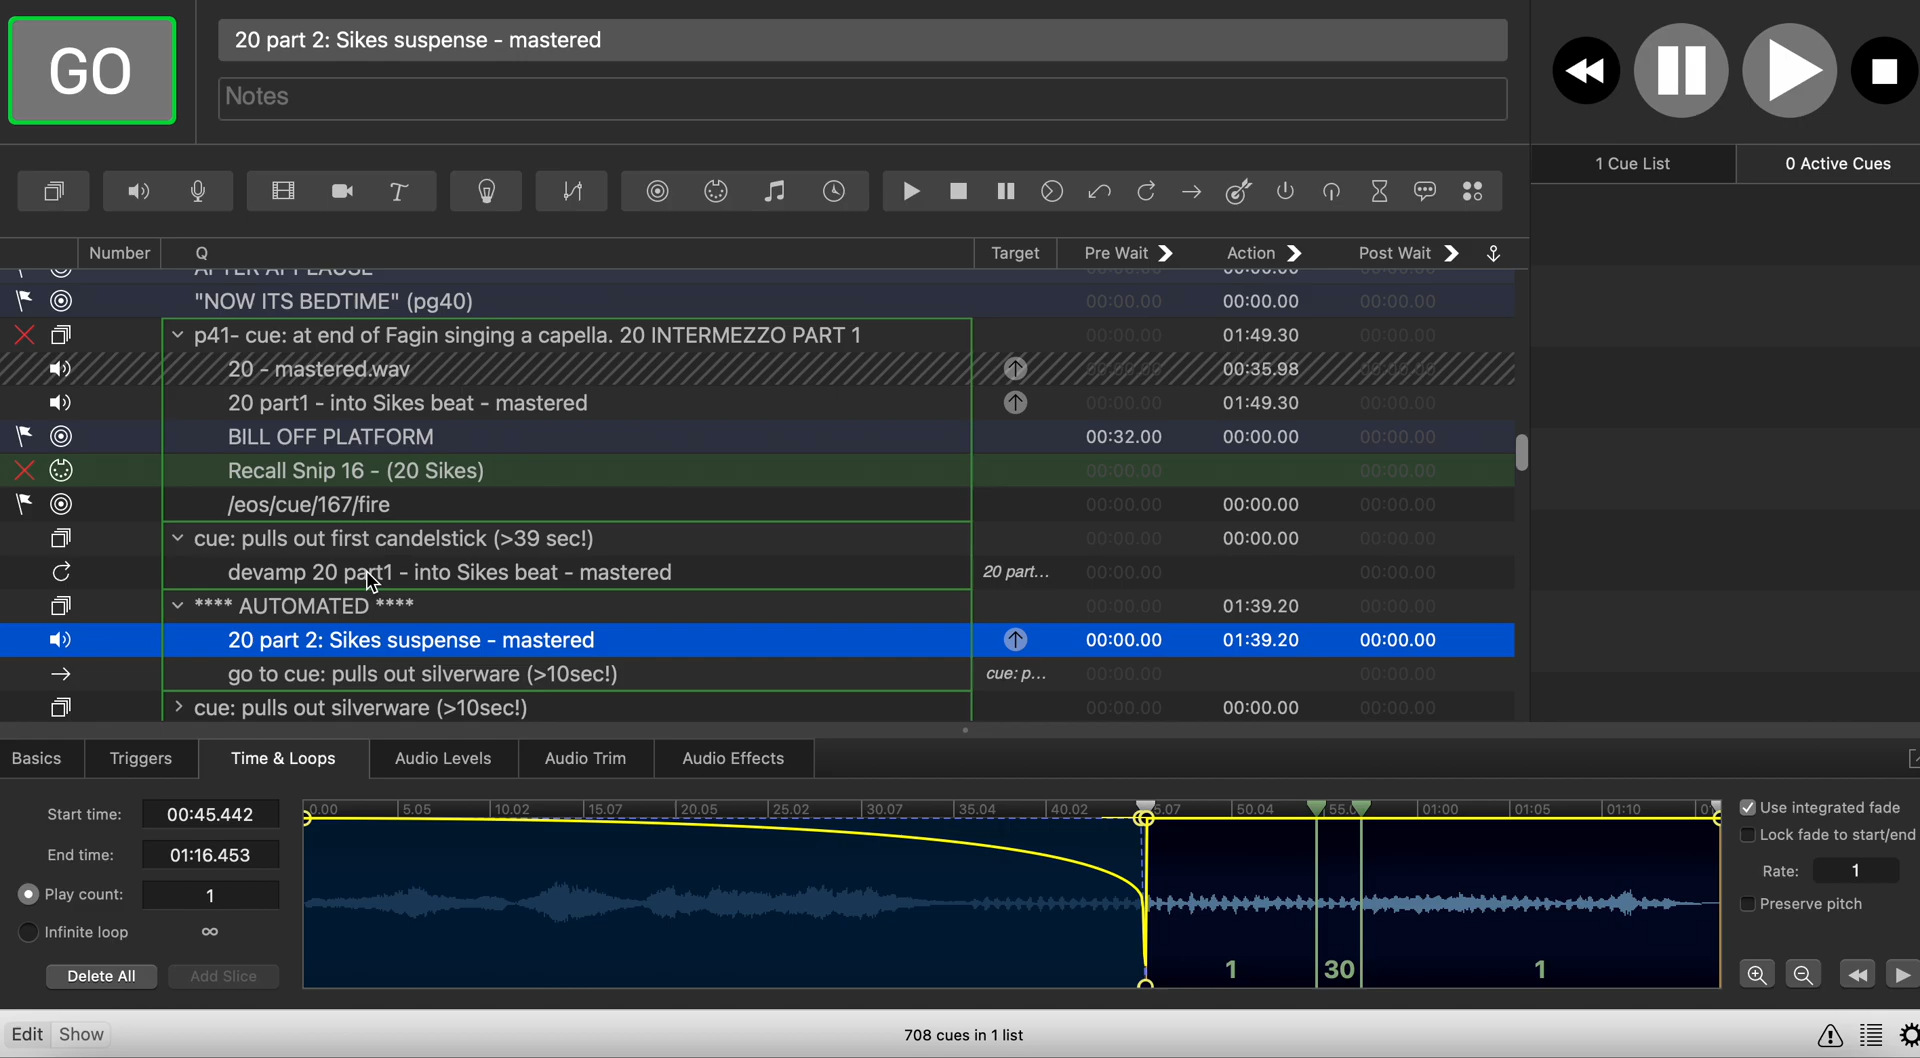 GO
20 part 2: Sikes suspense - mastered
Notes
1 Cue List 0 Active Cues
Number Q Target Pre Wait Action Post Wait
"NOW ITS BEDTIME" (pg40) 00:00.00 00:00.00 00:00.00
p41- cue: at end of Fagin singing a capella. 20 INTERMEZZO PART 1 00:00.00 01:49.30 00:00.00
20 - mastered.wav 00:35.98
20 part1 - into Sikes beat - mastered 00:00.00 01:49.30 00:00.00
BILL OFF PLATFORM 00:32.00 00:00.00 00:00.00
Recall Snip 16 - (20 Sikes) 00:00.00 00:00.00
/eos/cue/167/fire 00:00.00 00:00.00 00:00.00
cue: pulls out first candelstick (>39 sec!) 00:00.00 00:00.00 00:00.00
devamp 20 part1 - into Sikes beat - mastered 20 part... 00:00.00 00:00.00
**** AUTOMATED **** 00:00.00 01:39.20 00:00.00
20 part 2: Sikes suspense - mastered 00:00.00 01:39.20 00:00.00
go to cue: pulls out silverware (>10sec!) cue: p... 00:00.00 00:00.00
cue: pulls out silverware (>10sec!) 00:00.00 00:00.00 00:00.00
Basics Triggers Time & Loops Audio Levels Audio Trim Audio Effects
Start time: 00:45.442
End time: 01:16.453
Play count: 1
Infinite loop ∞
Delete All Add Slice
0.00 5.05 10.02 15.07 20.05 25.02 30.07 35.04 40.02 5.07 50.04 55.0 01:00 01:05 01:10
1 30 1
Use integrated fade
Lock fade to start/end
Rate: 1
Preserve pitch
Edit Show 708 cues in 1 list